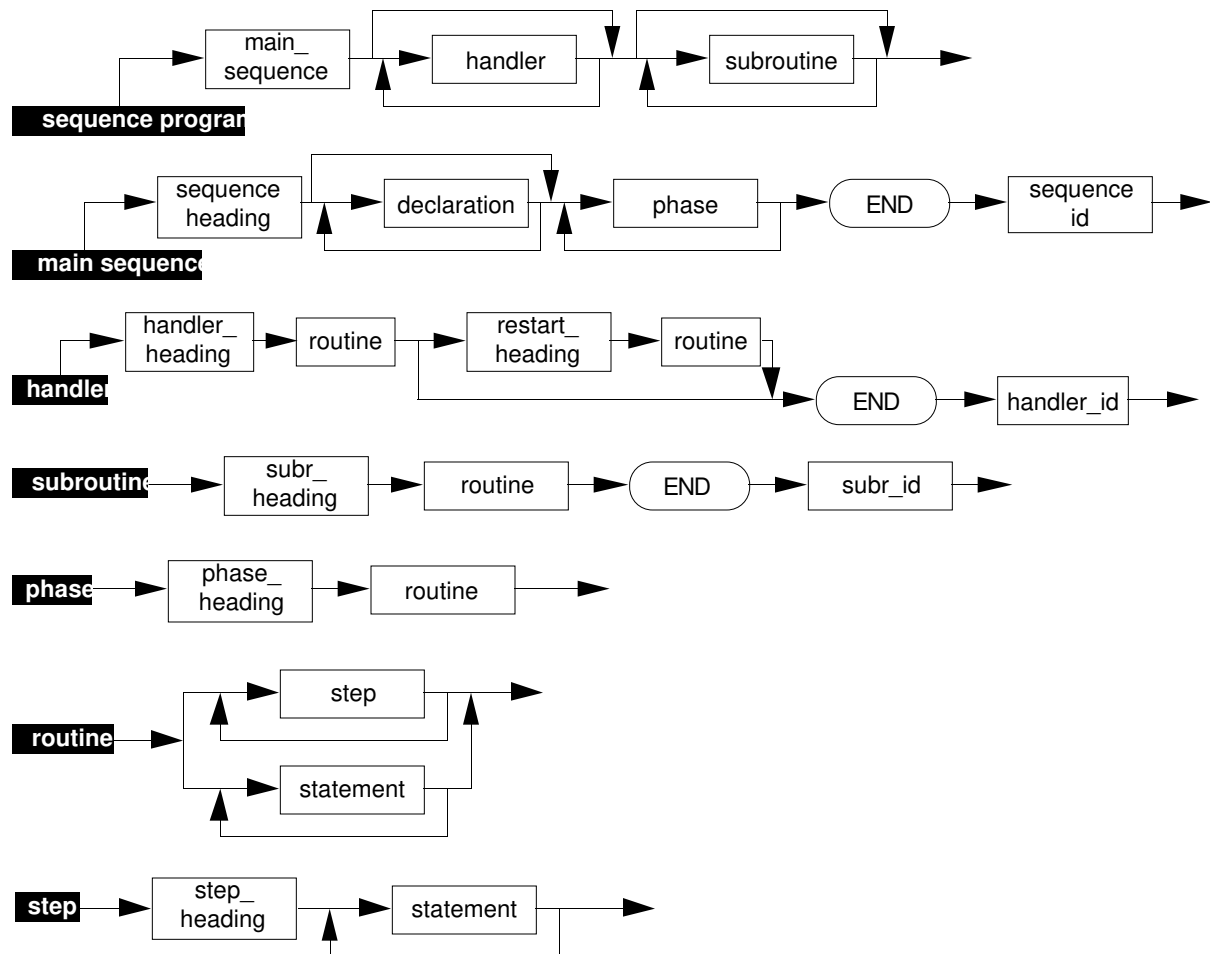 main_
sequence
handler
subroutine
sequence program
sequence
heading
declaration
phase
END
sequence
id
main sequence
handler_
heading
routine
restart_
heading
routine
handler
END
handler_id
subroutine
subr_
heading
routine
END
subr_id
phase
phase_
heading
routine
step
routine
statement
step
step_
heading
statement